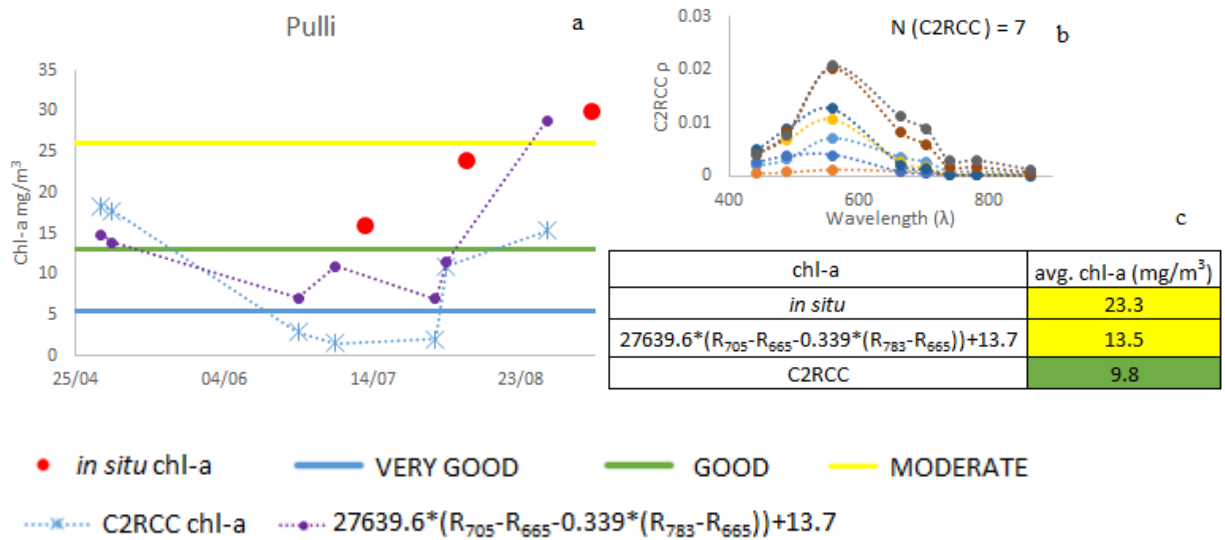 Pulli
a
35
30
25
20
15
10
5
0
Chl-a mg/m³
25/04 04/06 14/07 23/08
N (C2RCC) = 7
b
0.03
0.02
0.01
0
C2RCC ρ
400 600 800
Wavelength (λ)
c
chl-a avg. chl-a (mg/m³)
in situ 23.3
27639.6*(R₇₀₅-R₆₆₅-0.339*(R₇₈₃-R₆₆₅))+13.7 13.5
C2RCC 9.8
in situ chl-a VERY GOOD GOOD MODERATE
C2RCC chl-a 27639.6*(R₇₀₅-R₆₆₅-0.339*(R₇₈₃-R₆₆₅))+13.7